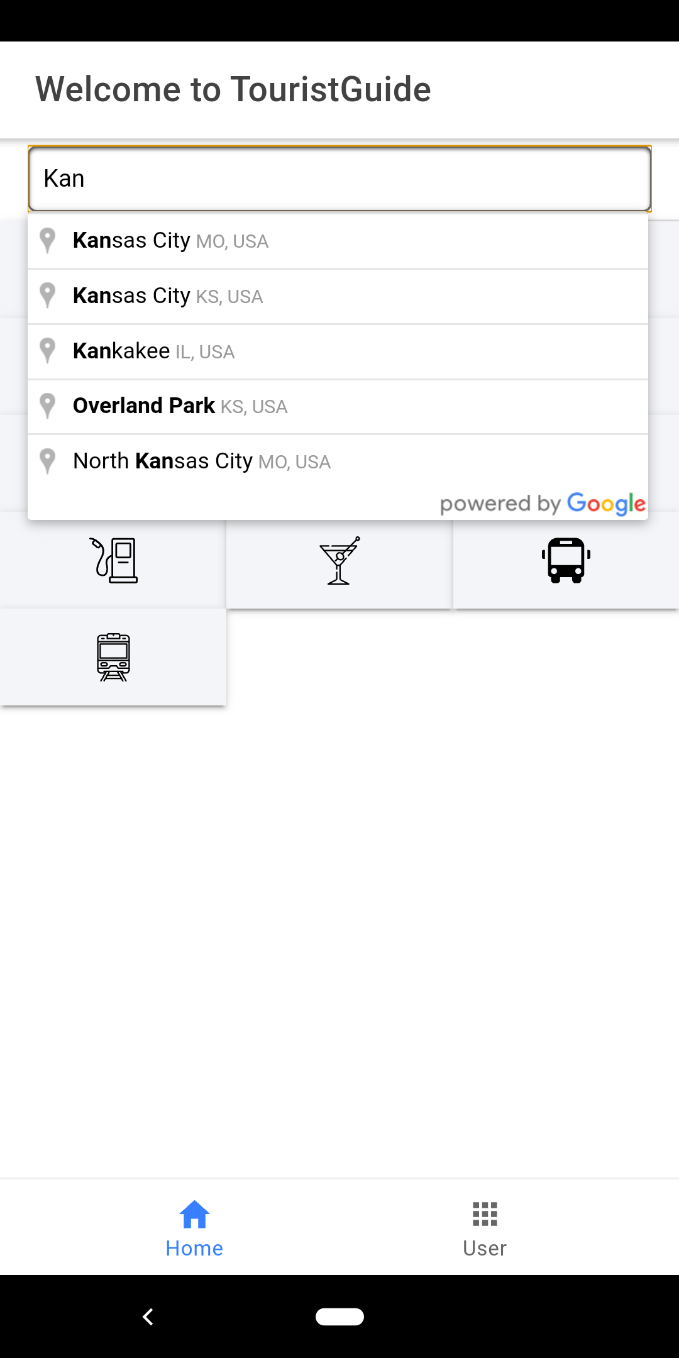 Welcome to TouristGuide
Kan
Kansas City MO, USA
Kansas City KS, USA
Kankakee IL, USA
Overland Park KS, USA
North Kansas City MO, USA
powered by Google
Home
User